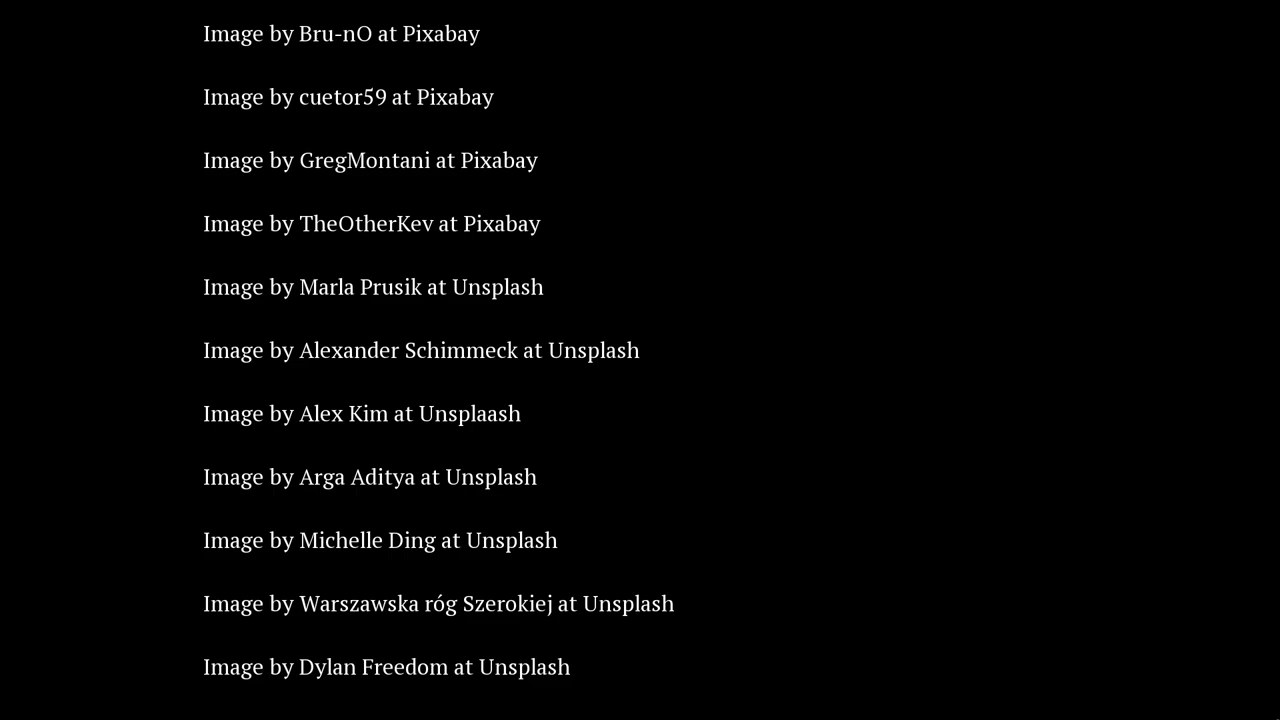 Image by Bru-nO at Pixabay
Image by cuetor59 at Pixabay
Image by GregMontani at Pixabay
Image by TheOtherKev at Pixabay
Image by Marla Prusik at Unsplash
Image by Alexander Schimmeck at Unsplash
Image by Alex Kim at Unsplaash
Image by Arga Aditya at Unsplash
Image by Michelle Ding at Unsplash
Image by Warszawska róg Szerokiej at Unsplash
Image by Dylan Freedom at Unsplash